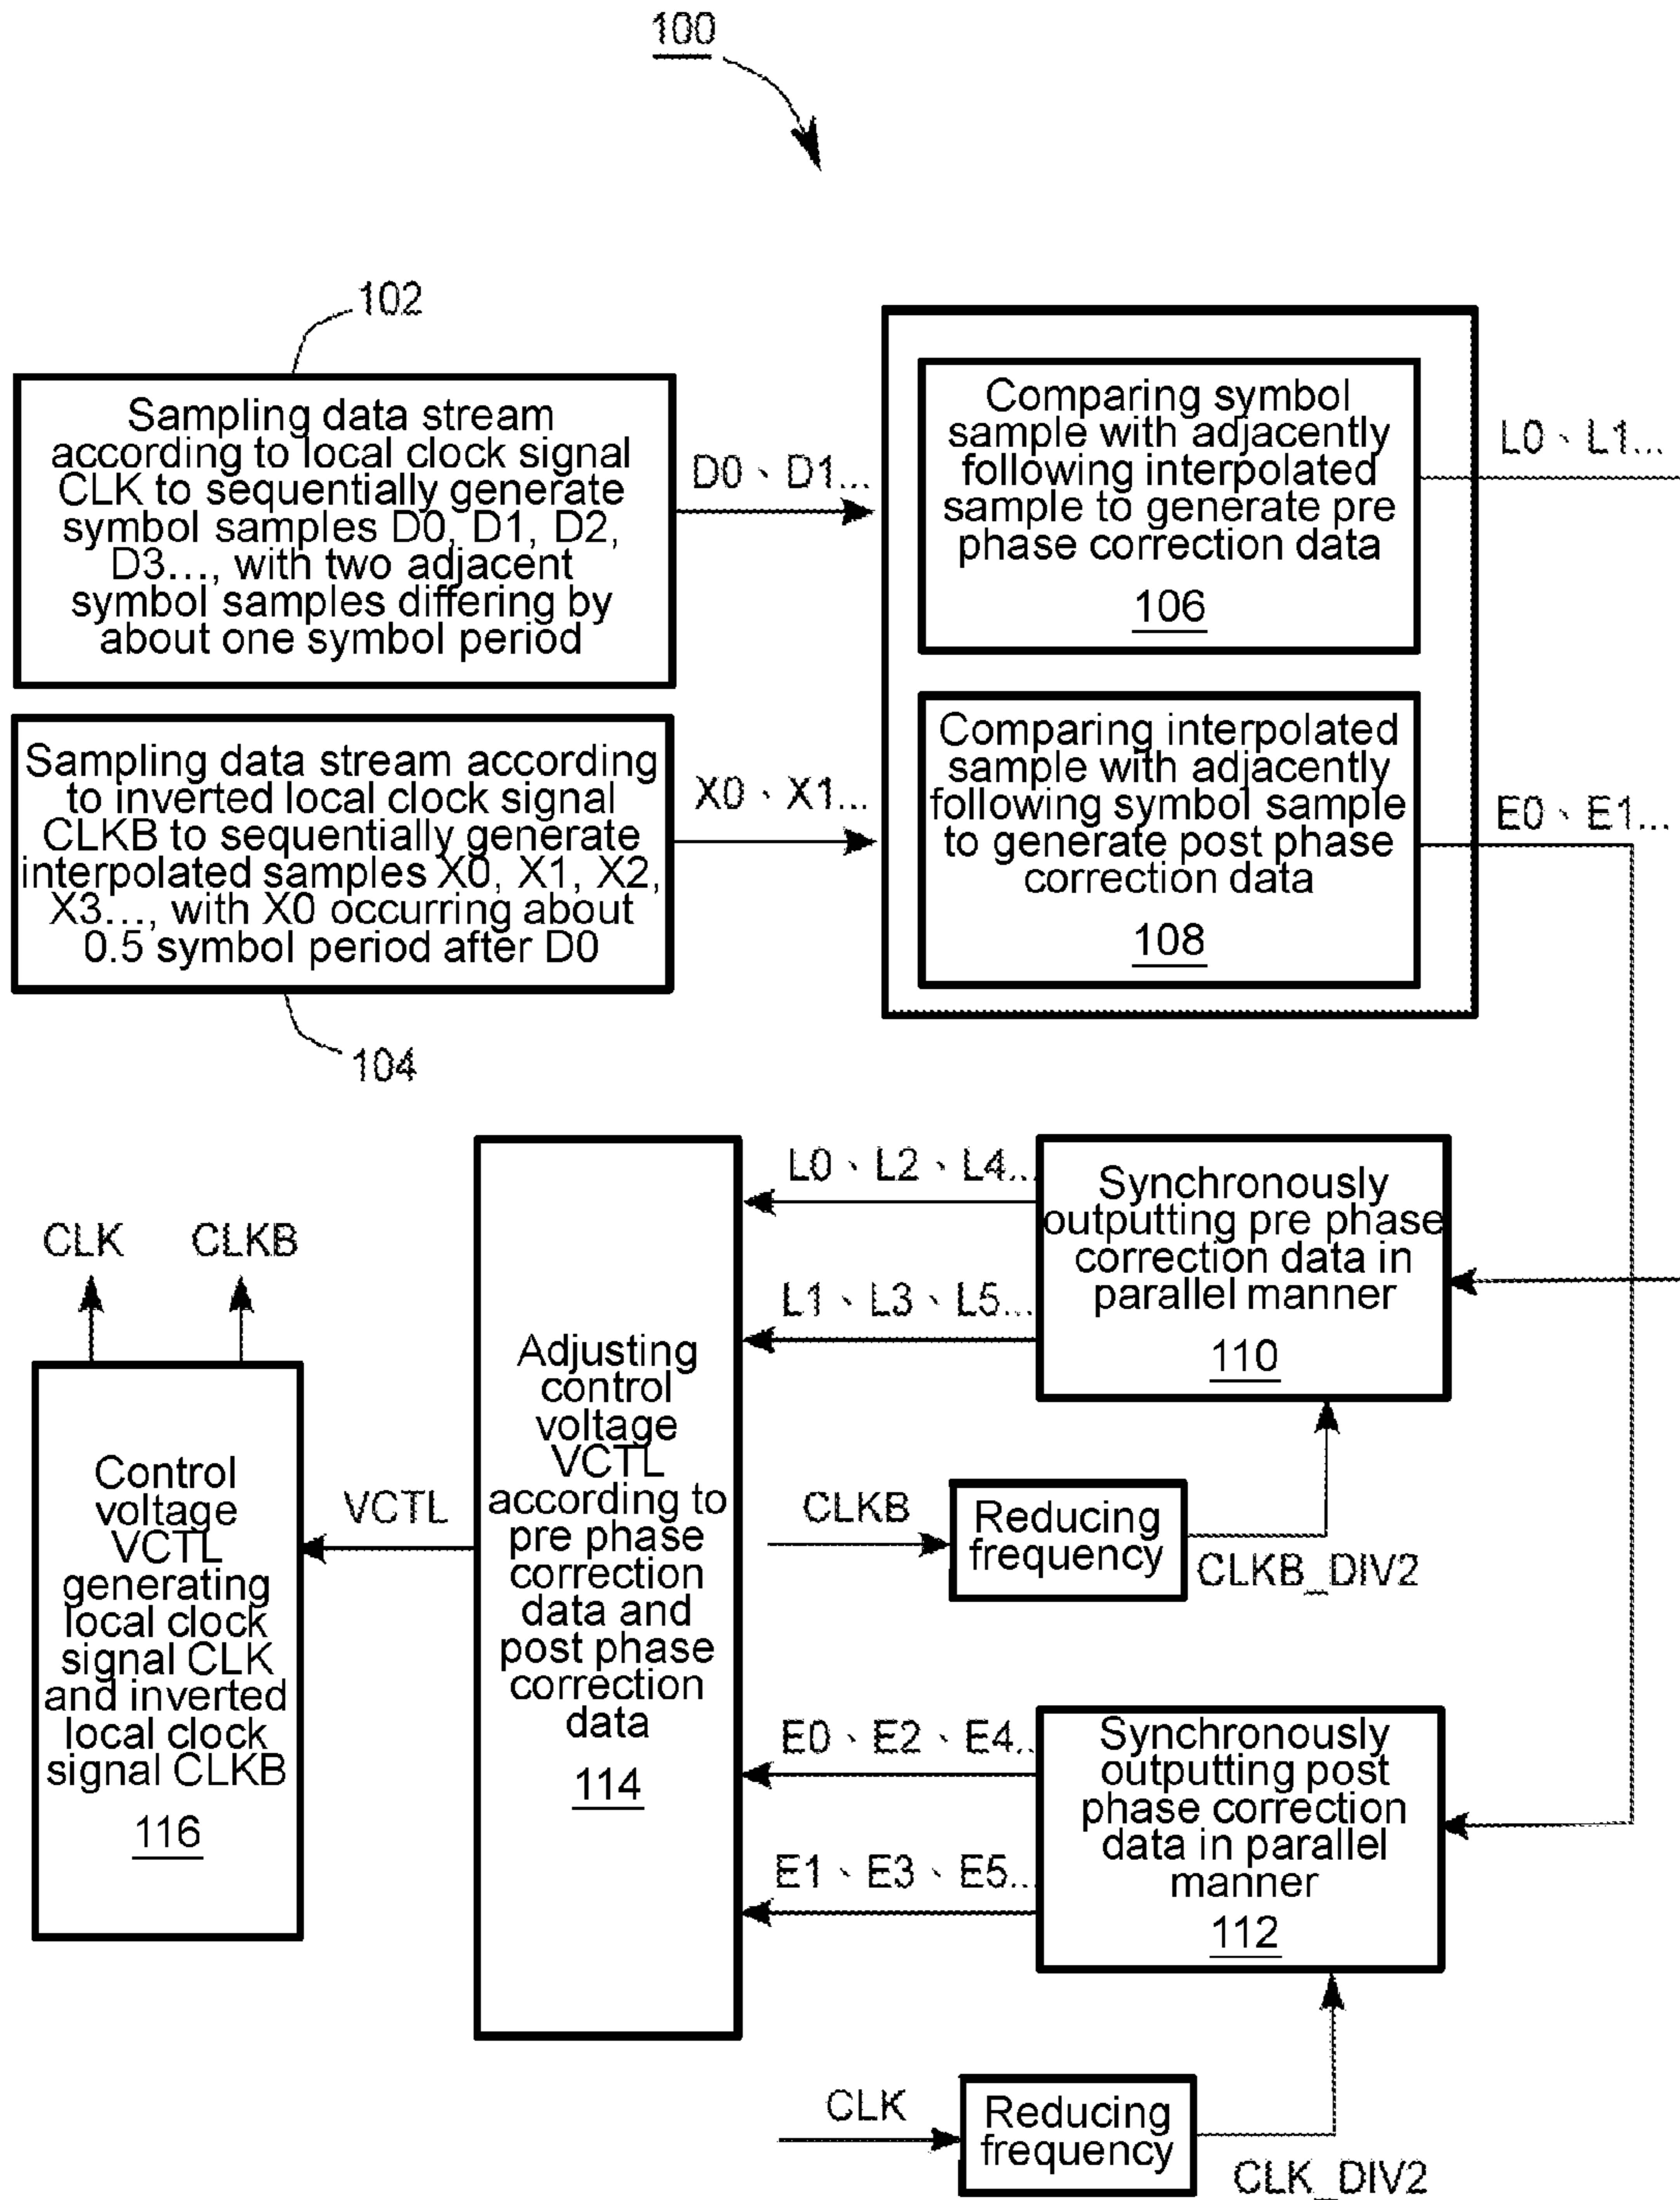 100
102
Sampling data stream
according to local clock signal
CLK to sequentially generate
symbol samples D0, D1, D2,
D3..., with two adjacent
symbol samples differing by
about one symbol period
D0、D1...
Comparing symbol
sample with adjacently
following interpolated
sample to generate pre
phase correction data
106
L0、L1...
Sampling data stream according
to inverted local clock signal
CLKB to sequentially generate
interpolated samples X0, X1, X2,
X3..., with X0 occurring about
0.5 symbol period after D0
104
X0、X1...
Comparing interpolated
sample with adjacently
following symbol sample
to generate post phase
correction data
108
E0、E1...
CLK
CLKB
Control
voltage
VCTL
generating
local clock
signal CLK
and inverted
local clock
signal CLKB
116
VCTL
Adjusting
control
voltage
VCTL
according to
pre phase
correction
data and
post phase
correction
data
114
L0、L2、L4...
L1、L3、L5...
Synchronously
outputting pre phase
correction data in
parallel manner
110
CLKB
Reducing
frequency
CLKB_DIV2
E0、E2、E4...
E1、E3、E5...
Synchronously
outputting post
phase correction
data in parallel
manner
112
CLK
Reducing
frequency
CLK_DIV2